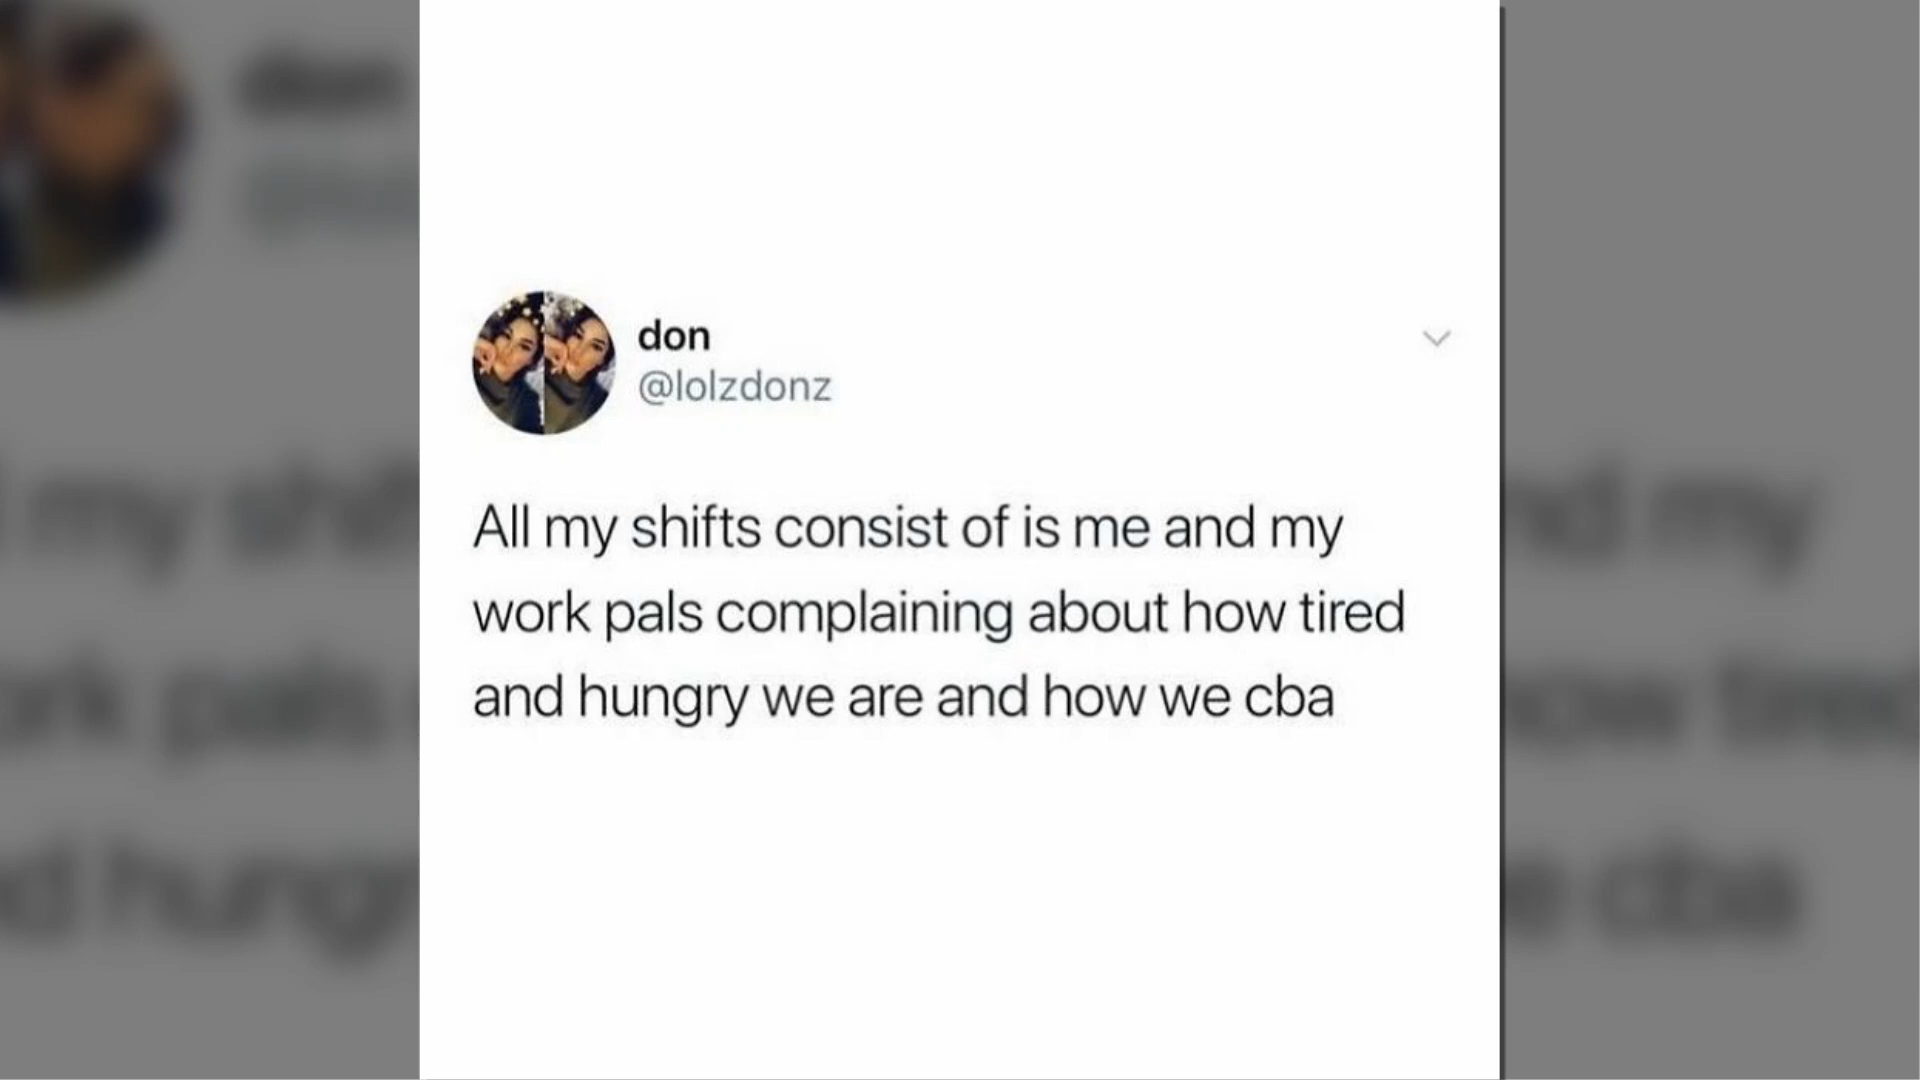 don
@lolzdonz
All my shifts consist of is me and my
work pals complaining about how tired
and hungry we are and how we cba